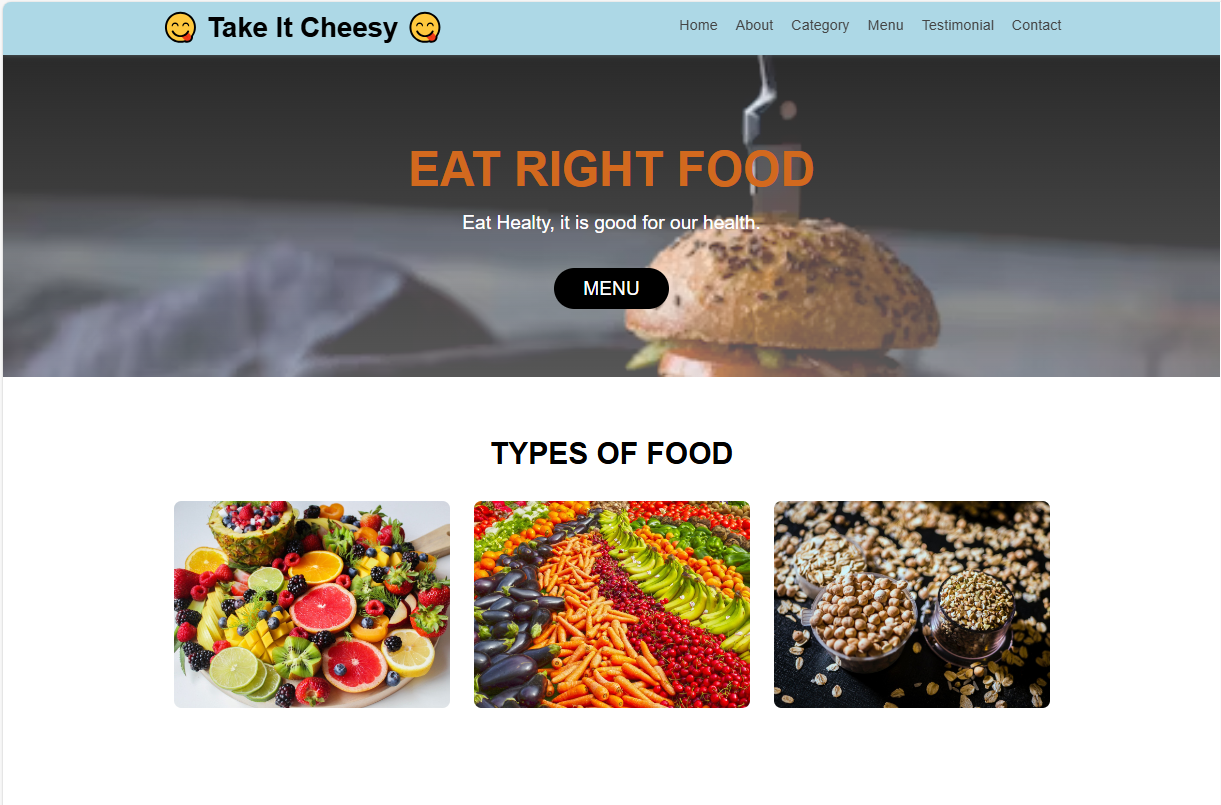 😋 Take It Cheesy 😋
Home About Category Menu Testimonial Contact
EAT RIGHT FOOD
Eat Healty, it is good for our health.
MENU
TYPES OF FOOD